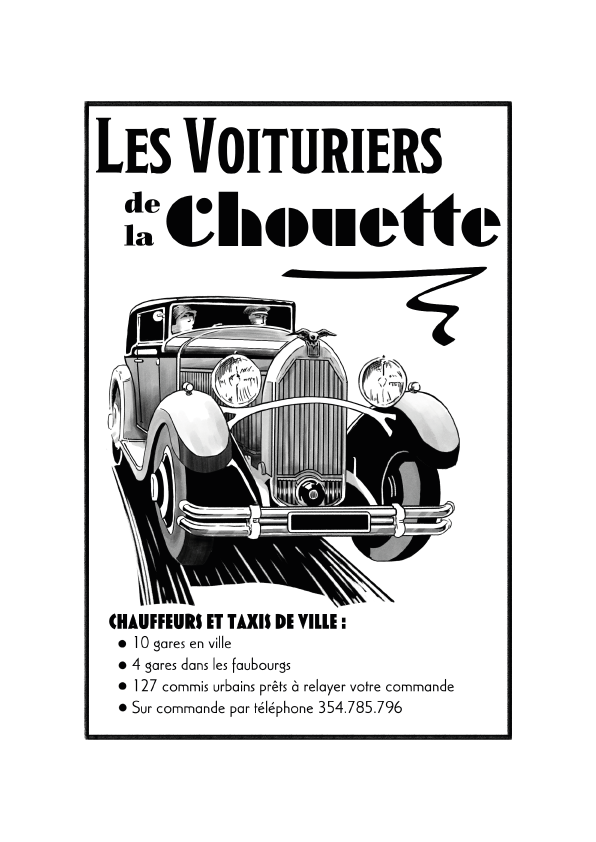 LES VOITURIERS
de
la Chouette
CHAUFFEURS ET TAXIS DE VILLE :
● 10 gares en ville
● 4 gares dans les faubourgs
● 127 commis urbains prêts à relayer votre commande
● Sur commande par téléphone 354.785.796